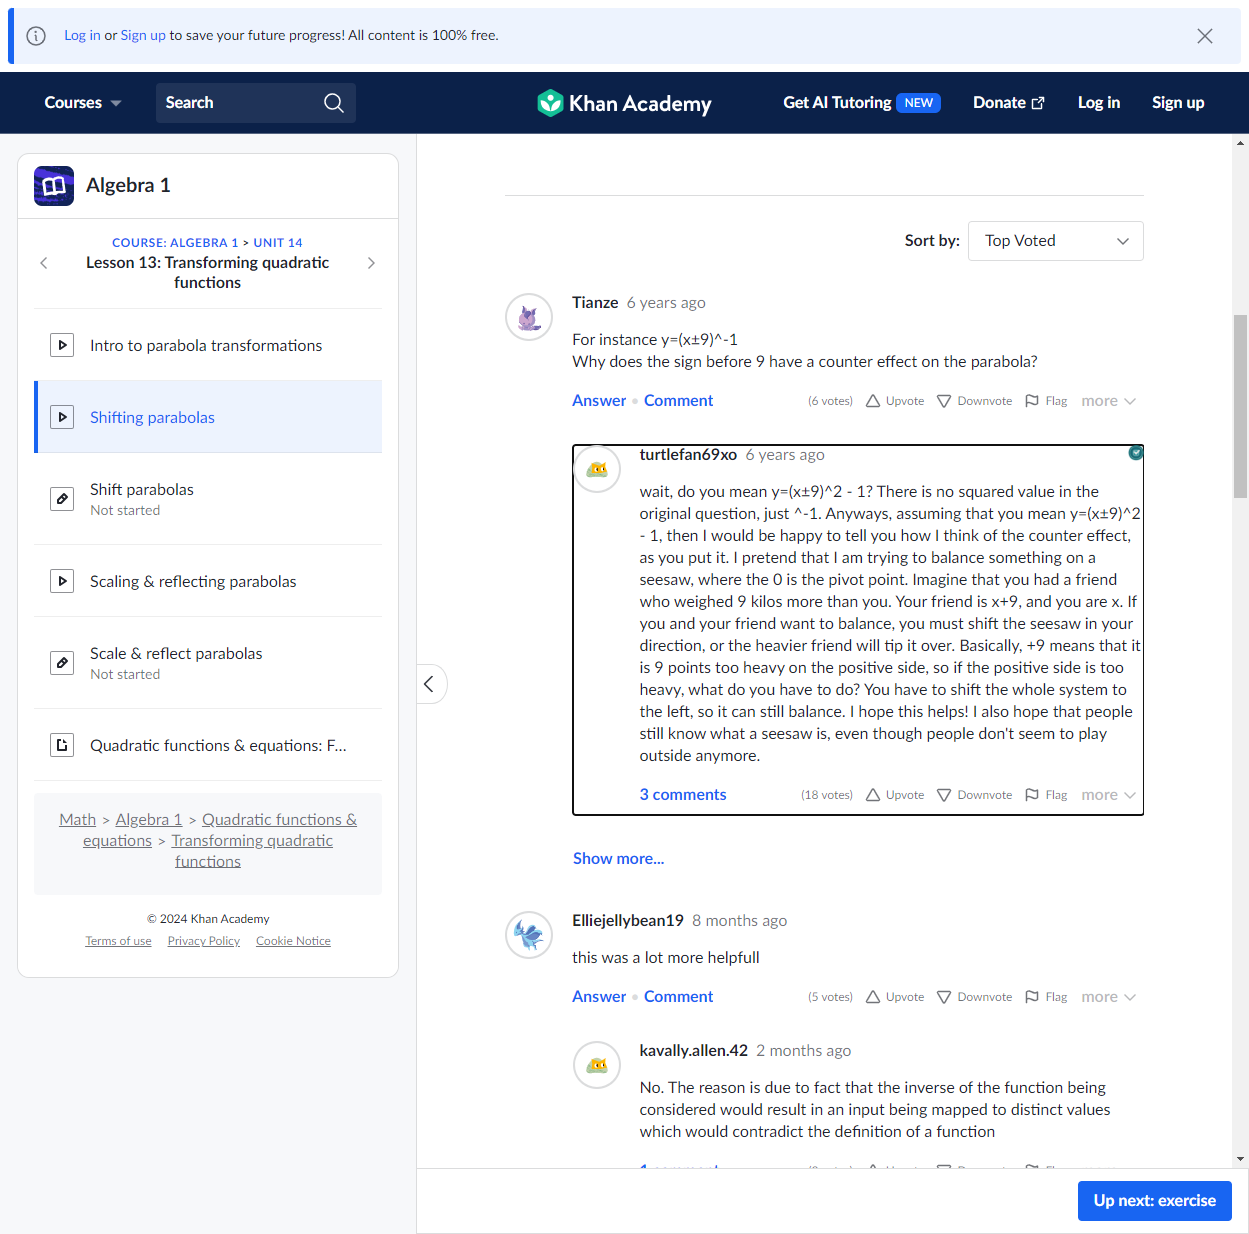 Log in or Sign up to save your future progress! All content is 100% free.
Courses
Search
Khan Academy
Get AI Tutoring NEW
Donate
Log in
Sign up
Algebra 1
COURSE: ALGEBRA 1 > UNIT 14
Lesson 13: Transforming quadratic
functions
Intro to parabola transformations
Shifting parabolas
Shift parabolas
Not started
Scaling & reflecting parabolas
Scale & reflect parabolas
Not started
Quadratic functions & equations: F...
Math > Algebra 1 > Quadratic functions &
equations > Transforming quadratic
functions
© 2024 Khan Academy
Terms of use Privacy Policy Cookie Notice
Sort by: Top Voted
Tianze 6 years ago
For instance y=(x±9)^-1
Why does the sign before 9 have a counter effect on the parabola?
Answer • Comment (6 votes) Upvote Downvote Flag more
turtlefan69xo 6 years ago
wait, do you mean y=(x±9)^2 - 1? There is no squared value in the
original question, just ^-1. Anyways, assuming that you mean y=(x±9)^2
- 1, then I would be happy to tell you how I think of the counter effect,
as you put it. I pretend that I am trying to balance something on a
seesaw, where the 0 is the pivot point. Imagine that you had a friend
who weighed 9 kilos more than you. Your friend is x+9, and you are x. If
you and your friend want to balance, you must shift the seesaw in your
direction, or the heavier friend will tip it over. Basically, +9 means that it
is 9 points too heavy on the positive side, so if the positive side is too
heavy, what do you have to do? You have to shift the whole system to
the left, so it can still balance. I hope this helps! I also hope that people
still know what a seesaw is, even though people don't seem to play
outside anymore.
3 comments (18 votes) Upvote Downvote Flag more
Show more...
Elliejellybean19 8 months ago
this was a lot more helpfull
Answer • Comment (5 votes) Upvote Downvote Flag more
kavally.allen.42 2 months ago
No. The reason is due to fact that the inverse of the function being
considered would result in an input being mapped to distinct values
which would contradict the definition of a function
Up next: exercise